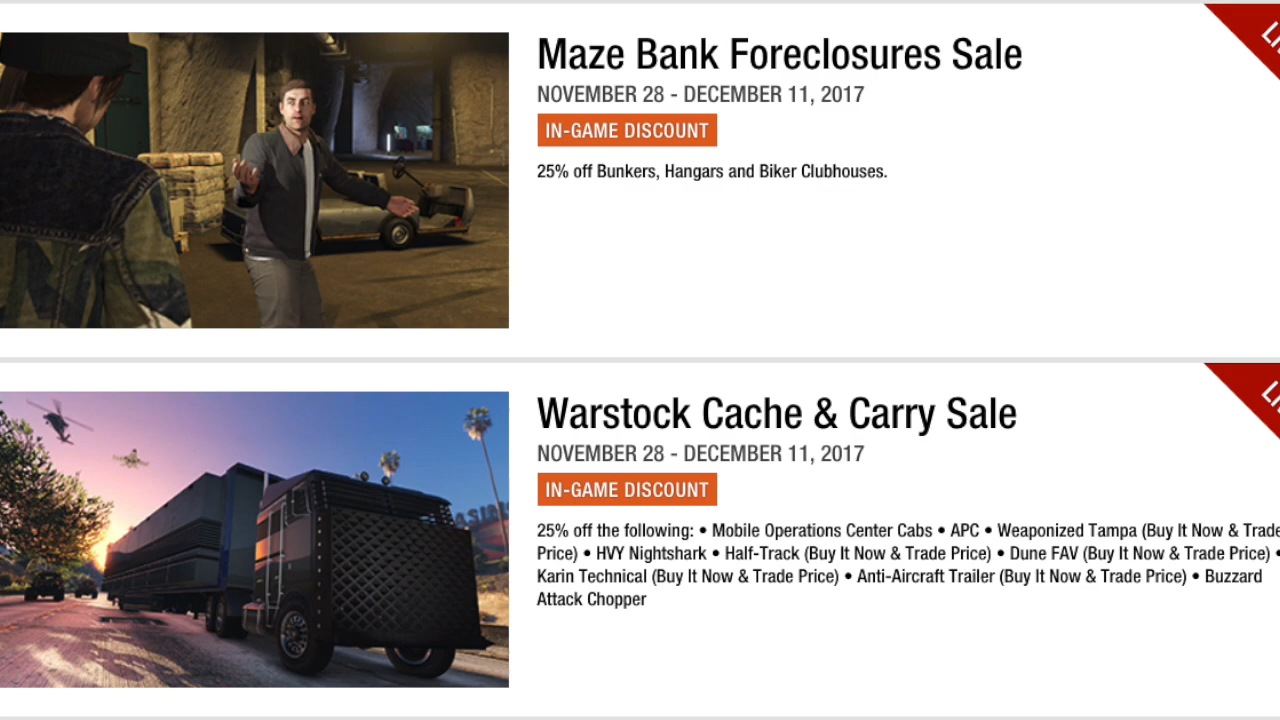 Maze Bank Foreclosures Sale
NOVEMBER 28 - DECEMBER 11, 2017
IN-GAME DISCOUNT
25% off Bunkers, Hangars and Biker Clubhouses.
Warstock Cache & Carry Sale
NOVEMBER 28 - DECEMBER 11, 2017
IN-GAME DISCOUNT
25% off the following: • Mobile Operations Center Cabs • APC • Weaponized Tampa (Buy It Now & Trade
Price) • HVY Nightshark • Half-Track (Buy It Now & Trade Price) • Dune FAV (Buy It Now & Trade Price) •
Karin Technical (Buy It Now & Trade Price) • Anti-Aircraft Trailer (Buy It Now & Trade Price) • Buzzard
Attack Chopper